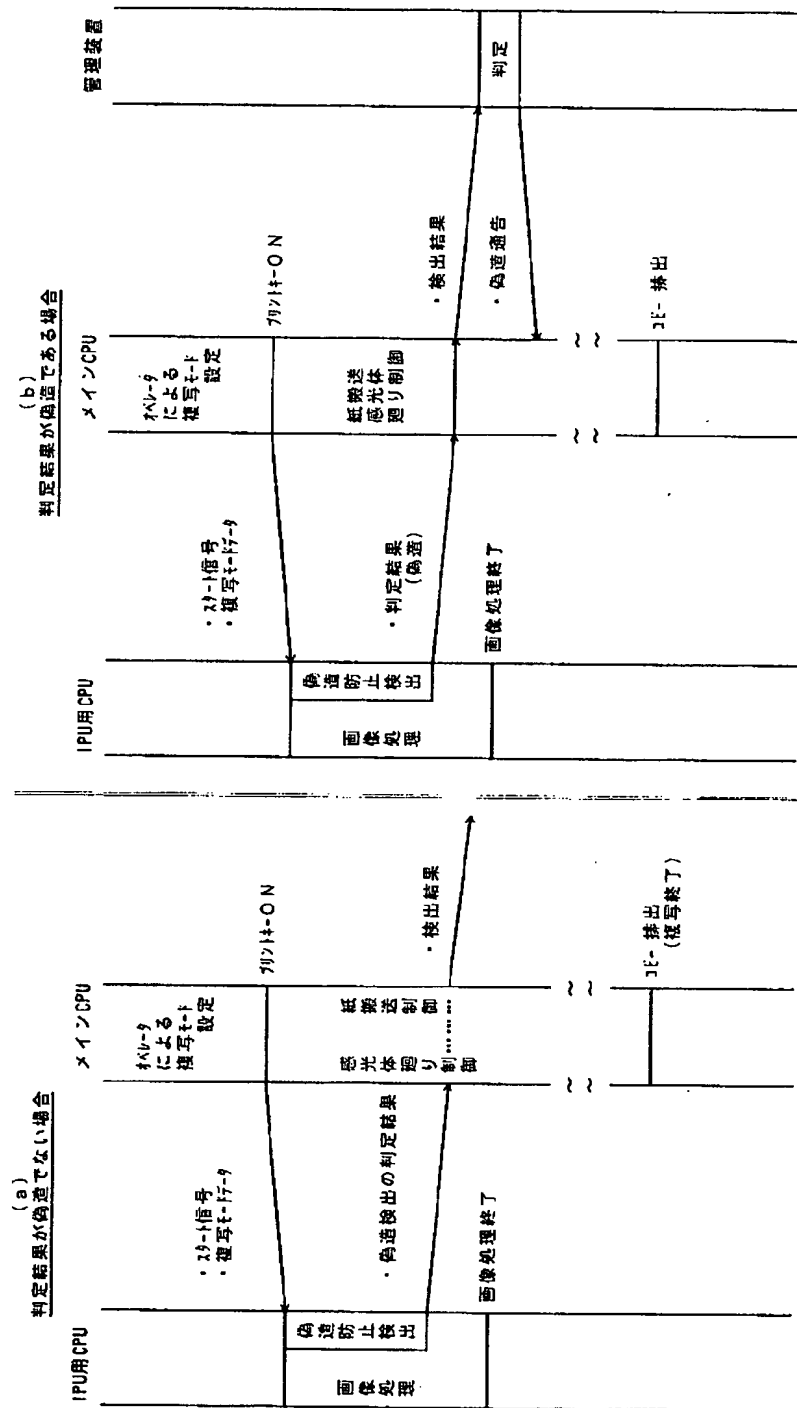 (a)
判定結果が偽造でない場合
IPU用CPU
メインCPU
オペレータ
による
複写モード
設定
プリントキーON
・スタート信号
・複写モードデータ
偽造防止検出
画像処理
感光体廻り制御
紙搬送制御
・偽造検出の判定結果
・検出結果
画像処理終了
コピー排出
(複写終了)
(b)
判定結果が偽造である場合
IPU用CPU
メインCPU
管理装置
オペレータ
による
複写モード
設定
プリントキーON
・スタート信号
・複写モードデータ
偽造防止検出
画像処理
紙搬送
感光体
廻り制御
・判定結果
(偽造)
・検出結果
判定
・偽造通告
画像処理終了
コピー排出